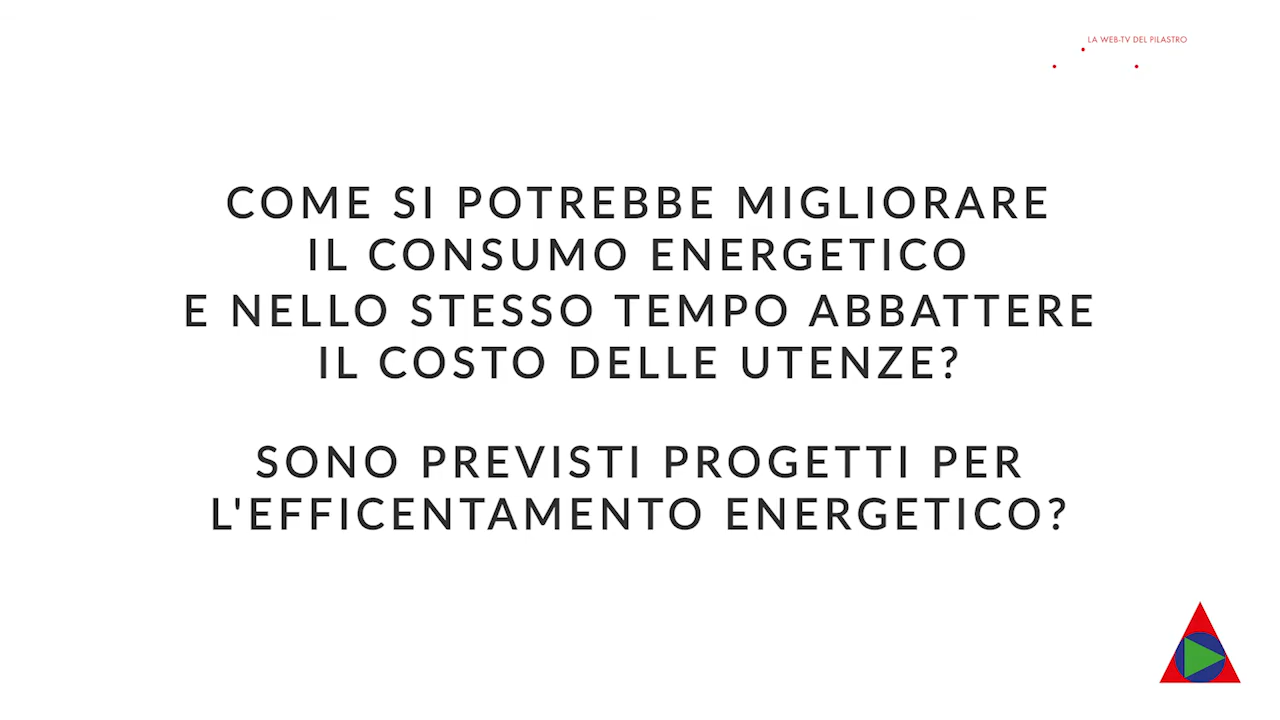 LA WEB-TV DEL PILASTRO
COME SI POTREBBE MIGLIORARE
IL CONSUMO ENERGETICO
E NELLO STESSO TEMPO ABBATTERE
IL COSTO DELLE UTENZE?
SONO PREVISTI PROGETTI PER
L'EFFICENTAMENTO ENERGETICO?